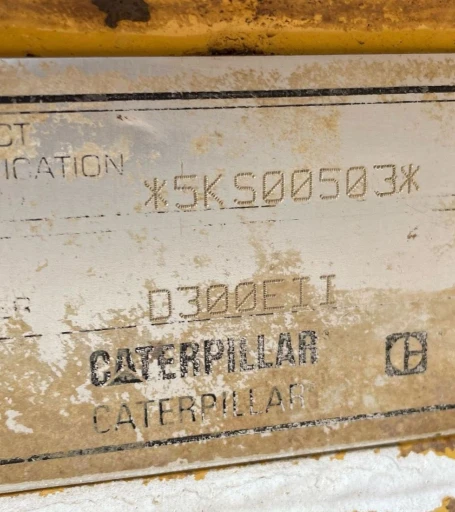 CT
ICATION
*5KS00503*
R
D300EII
CATERPILLAR
CATERPILLAR